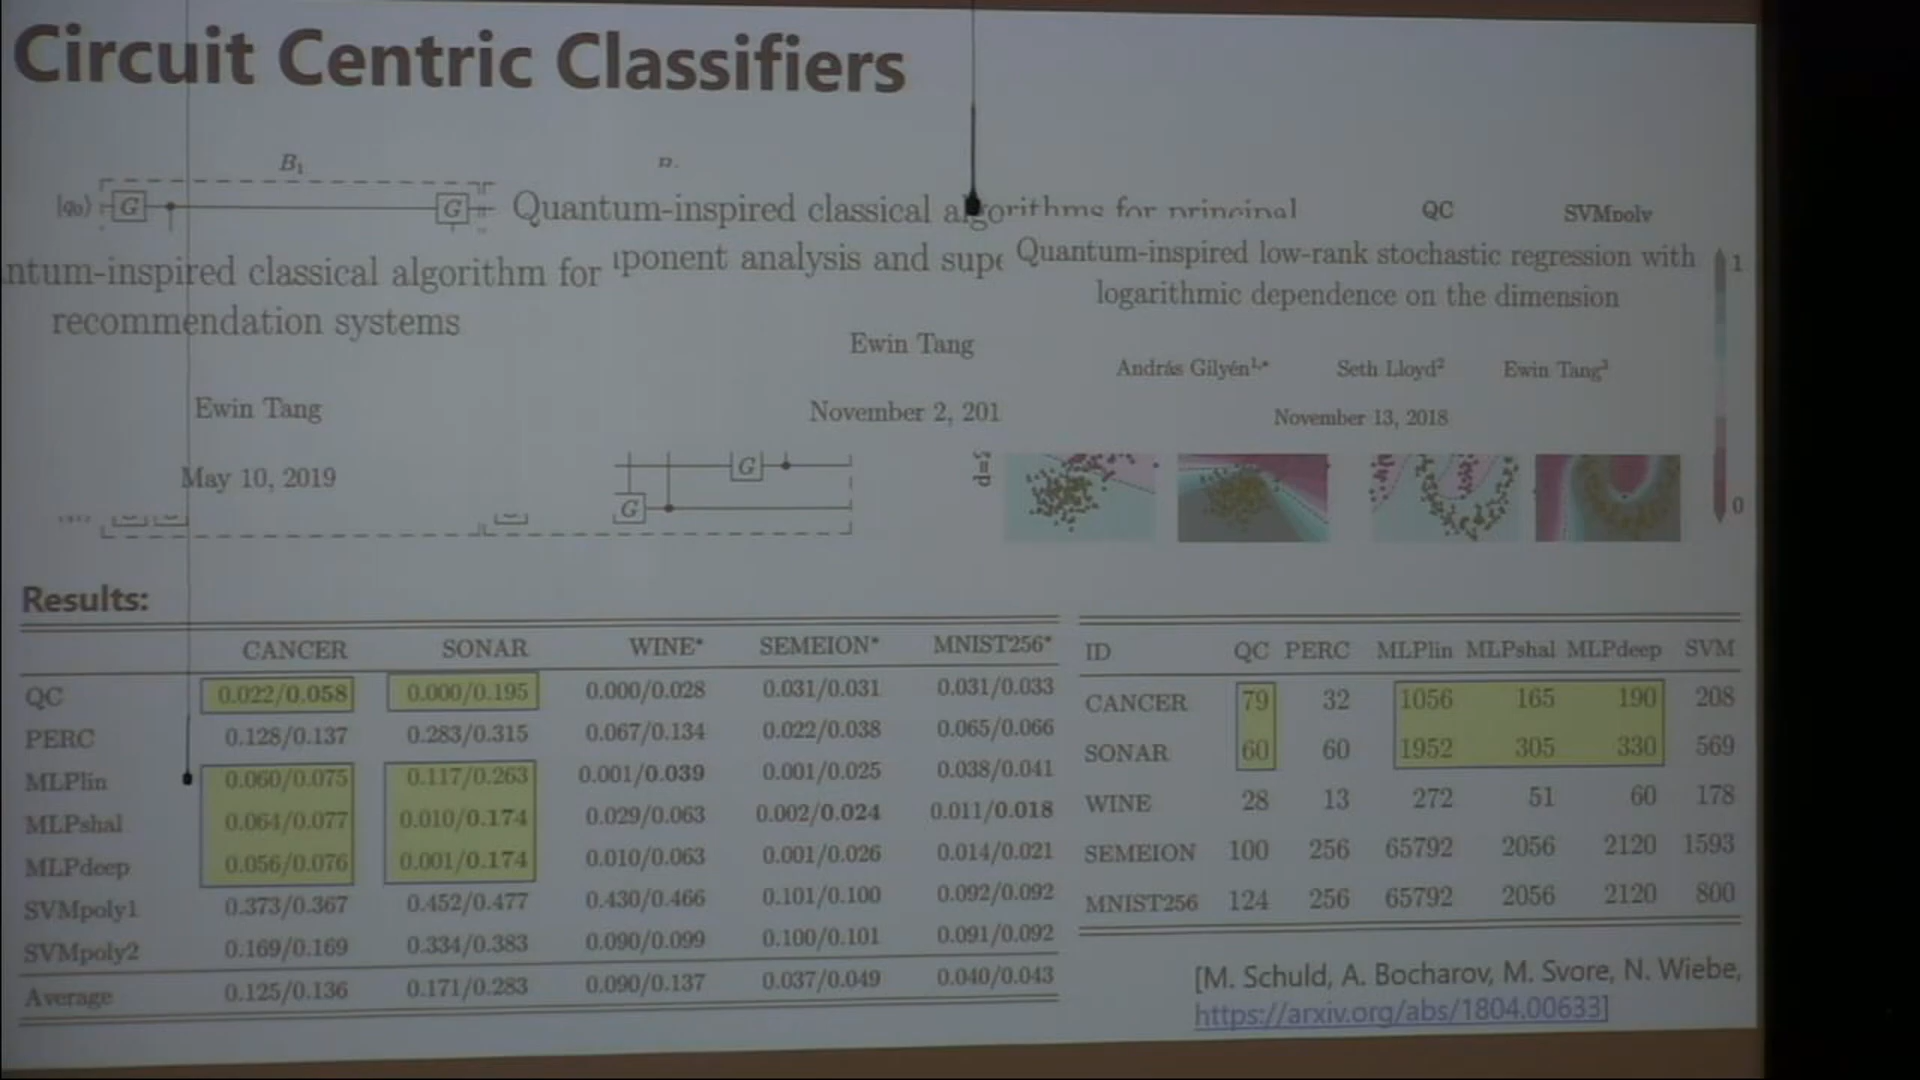 Circuit Centric Classifiers
B₁
|q₀⟩ G G
Quantum-inspired classical algorithms for principal
ponent analysis and supe
Ewin Tang
November 2, 201
ntum-inspired classical algorithm for
recommendation systems
Ewin Tang
May 10, 2019
G
G
QC SVMpoly
Quantum-inspired low-rank stochastic regression with
logarithmic dependence on the dimension
András Gilyén¹,* Seth Lloyd² Ewin Tang³
November 13, 2018
1
0
Results:
CANCER SONAR WINE* SEMEION* MNIST256*
QC 0.022/0.058 0.000/0.195 0.000/0.028 0.031/0.031 0.031/0.033
PERC 0.128/0.137 0.283/0.315 0.067/0.134 0.022/0.038 0.065/0.066
MLPlin 0.060/0.075 0.117/0.263 0.001/0.039 0.001/0.025 0.038/0.041
MLPshal 0.064/0.077 0.010/0.174 0.029/0.063 0.002/0.024 0.011/0.018
MLPdeep 0.056/0.076 0.001/0.174 0.010/0.063 0.001/0.026 0.014/0.021
SVMpoly1 0.373/0.367 0.452/0.477 0.430/0.466 0.101/0.100 0.092/0.092
SVMpoly2 0.169/0.169 0.334/0.383 0.090/0.099 0.100/0.101 0.091/0.092
Average 0.125/0.136 0.171/0.283 0.090/0.137 0.037/0.049 0.040/0.043
ID QC PERC MLPlin MLPshal MLPdeep SVM
CANCER 79 32 1056 165 190 208
SONAR 60 60 1952 305 330 569
WINE 28 13 272 51 60 178
SEMEION 100 256 65792 2056 2120 1593
MNIST256 124 256 65792 2056 2120 800
[M. Schuld, A. Bocharov, M. Svore, N. Wiebe,
https://arxiv.org/abs/1804.00633]